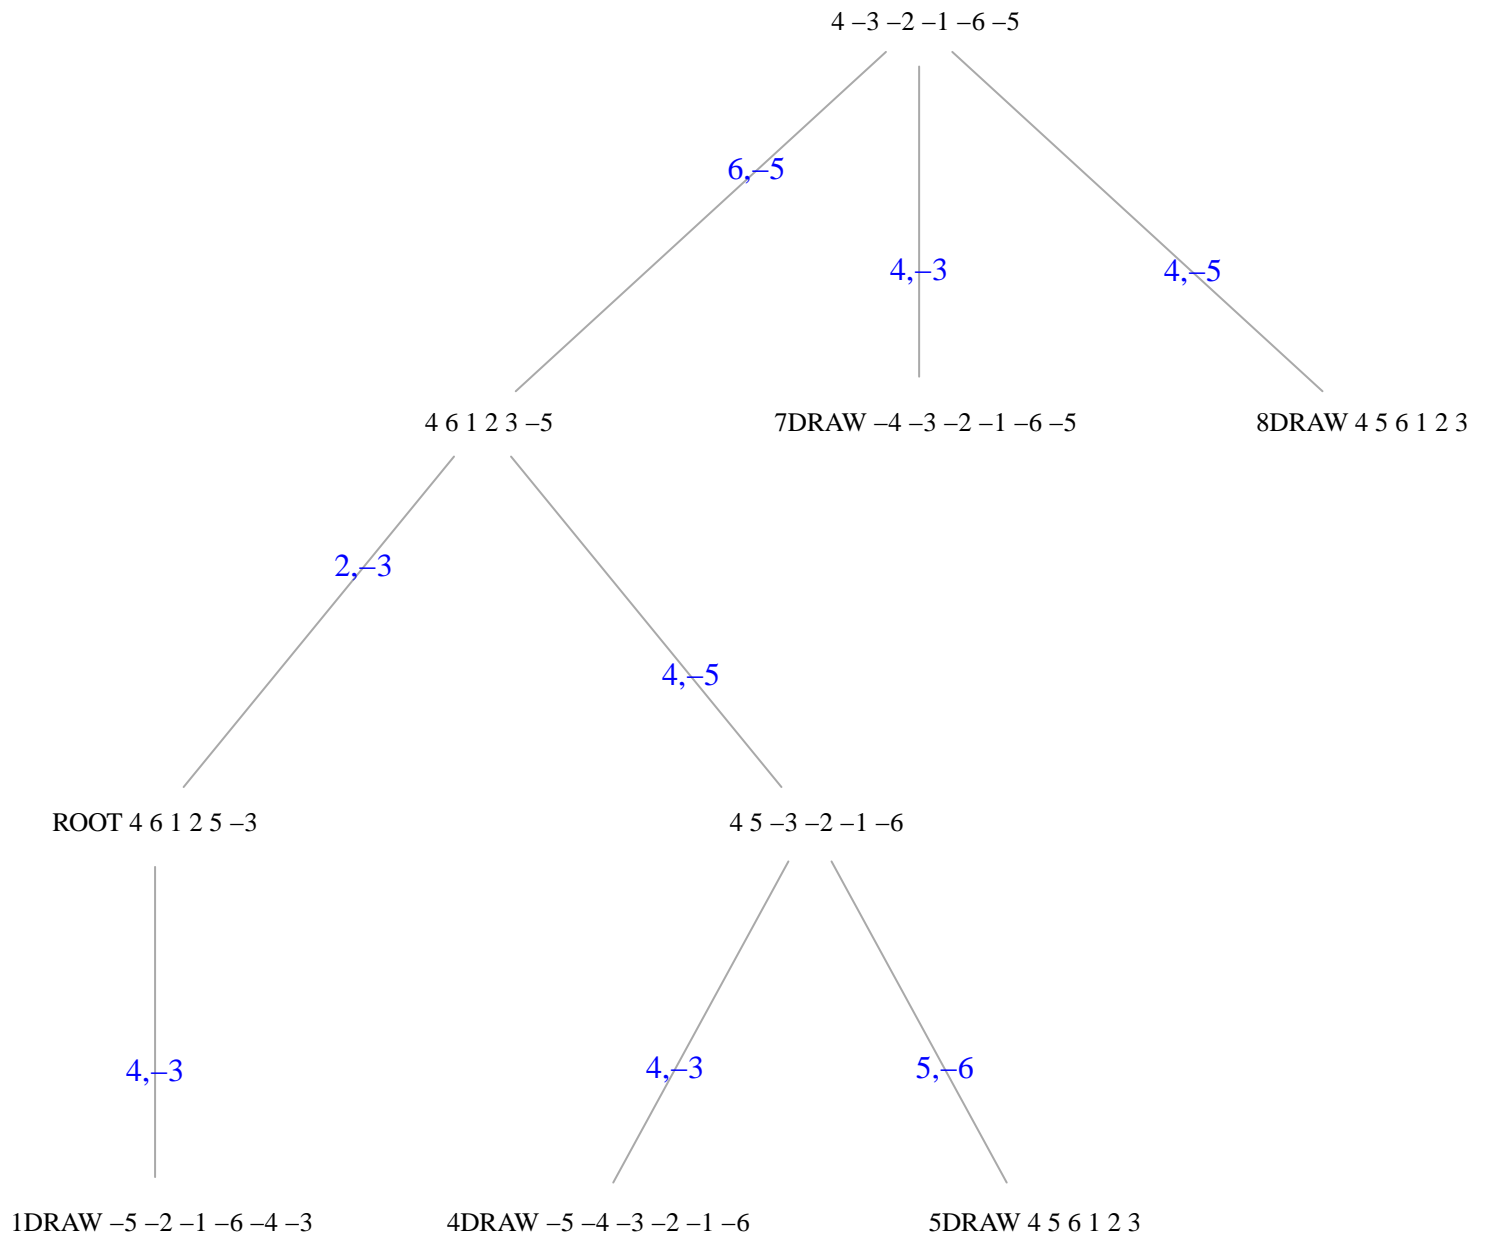 4 –3 –2 –1 –6 –5
6,–5
4,–3
4,–5
4 6 1 2 3 –5
7DRAW –4 –3 –2 –1 –6 –5
8DRAW 4 5 6 1 2 3
2,–3
4,–5
ROOT 4 6 1 2 5 –3
4 5 –3 –2 –1 –6
4,–3
4,–3
5,–6
1DRAW –5 –2 –1 –6 –4 –3
4DRAW –5 –4 –3 –2 –1 –6
5DRAW 4 5 6 1 2 3